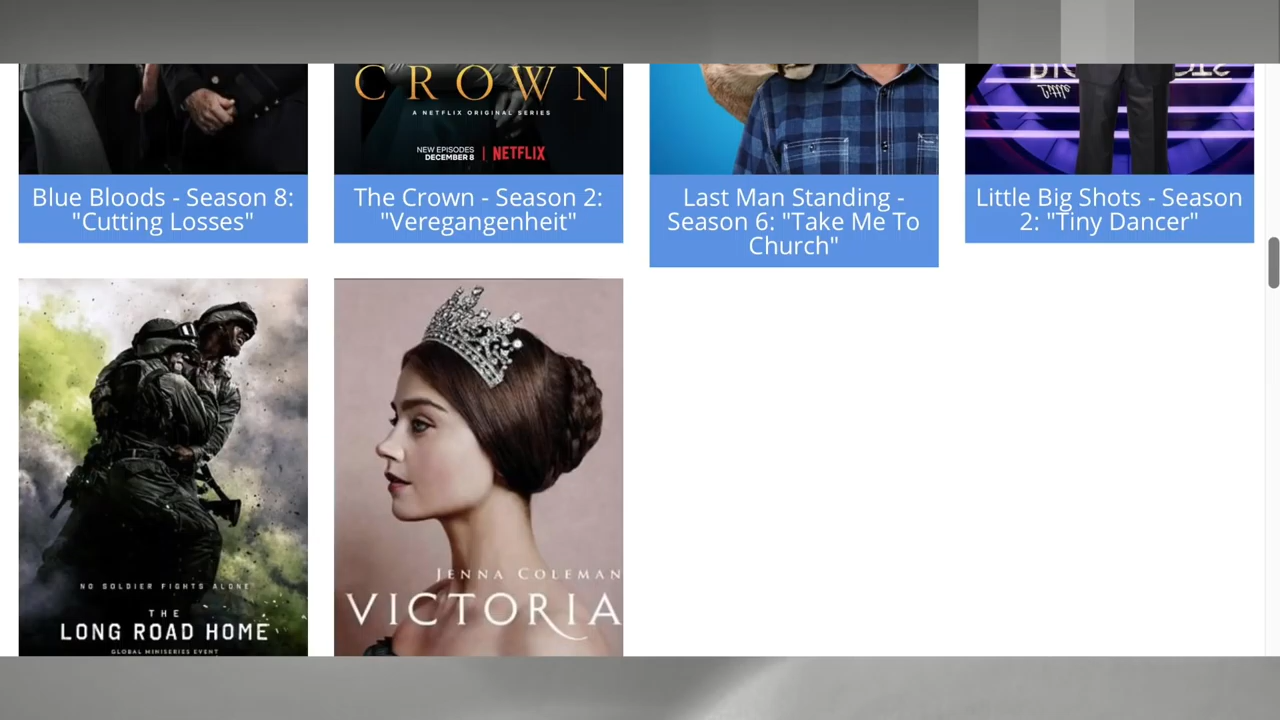 CROWN
A NETFLIX ORIGINAL SERIES
NEW EPISODES
DECEMBER 8 | NETFLIX
Little
Blue Bloods - Season 8:
"Cutting Losses"
The Crown - Season 2:
"Veregangenheit"
Last Man Standing -
Season 6: "Take Me To
Church"
Little Big Shots - Season
2: "Tiny Dancer"
NO SOLDIER FIGHTS ALONE
THE
LONG ROAD HOME
GLOBAL MINISERIES EVENT
JENNA COLEMAN
VICTORIA